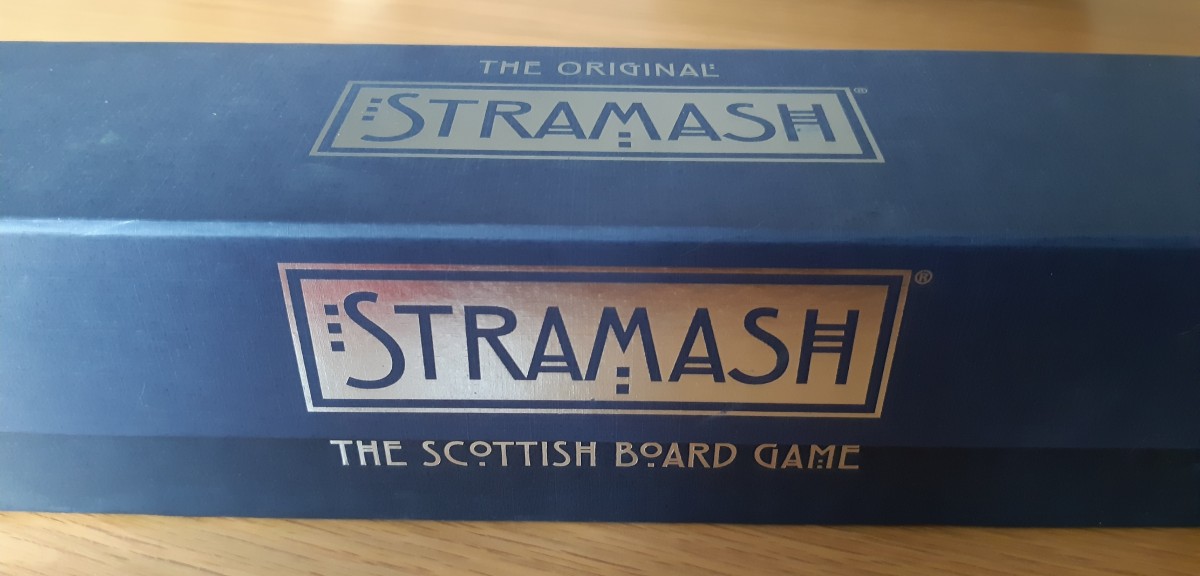 THE ORIGINAL
STRAMASH®
STRAMASH®
THE SCOTTISH BOARD GAME